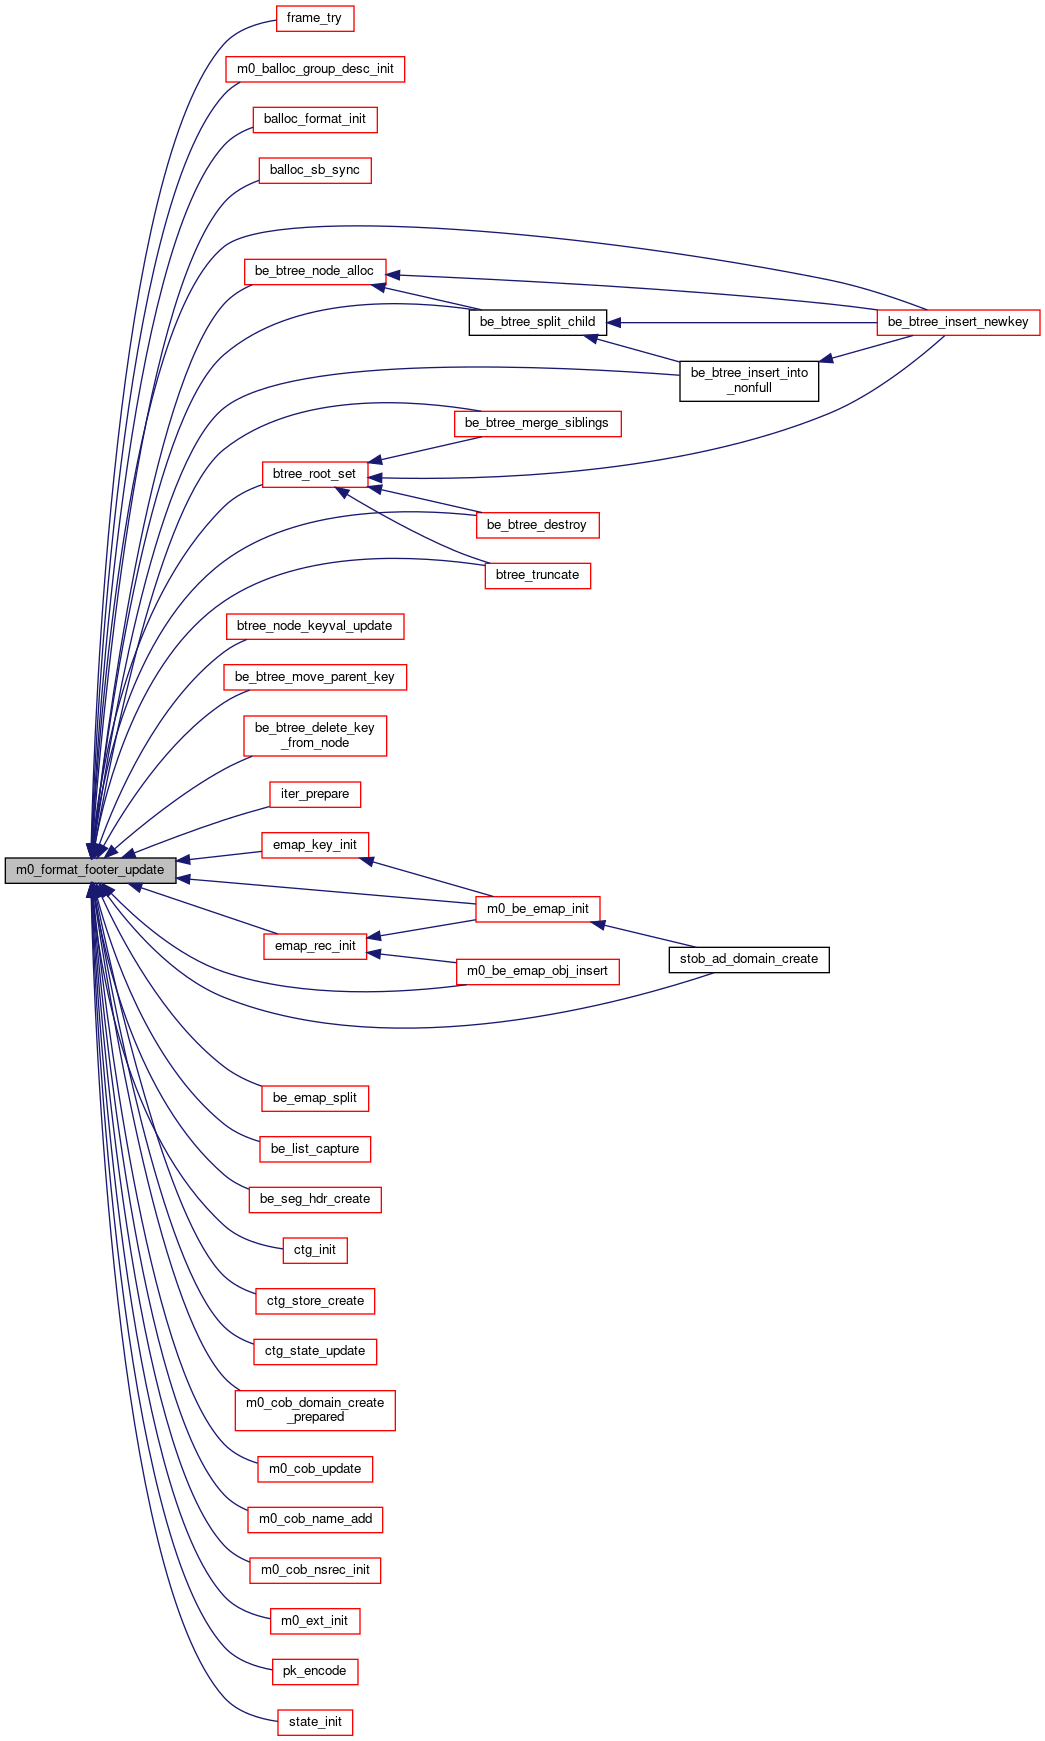 frame_try
m0_balloc_group_desc_init
balloc_format_init
balloc_sb_sync
be_btree_node_alloc
be_btree_split_child
be_btree_insert_newkey
be_btree_insert_into
_nonfull
be_btree_merge_siblings
btree_root_set
be_btree_destroy
btree_truncate
btree_node_keyval_update
be_btree_move_parent_key
be_btree_delete_key
_from_node
iter_prepare
emap_key_init
m0_format_footer_update
m0_be_emap_init
emap_rec_init
stob_ad_domain_create
m0_be_emap_obj_insert
be_emap_split
be_list_capture
be_seg_hdr_create
ctg_init
ctg_store_create
ctg_state_update
m0_cob_domain_create
_prepared
m0_cob_update
m0_cob_name_add
m0_cob_nsrec_init
m0_ext_init
pk_encode
state_init